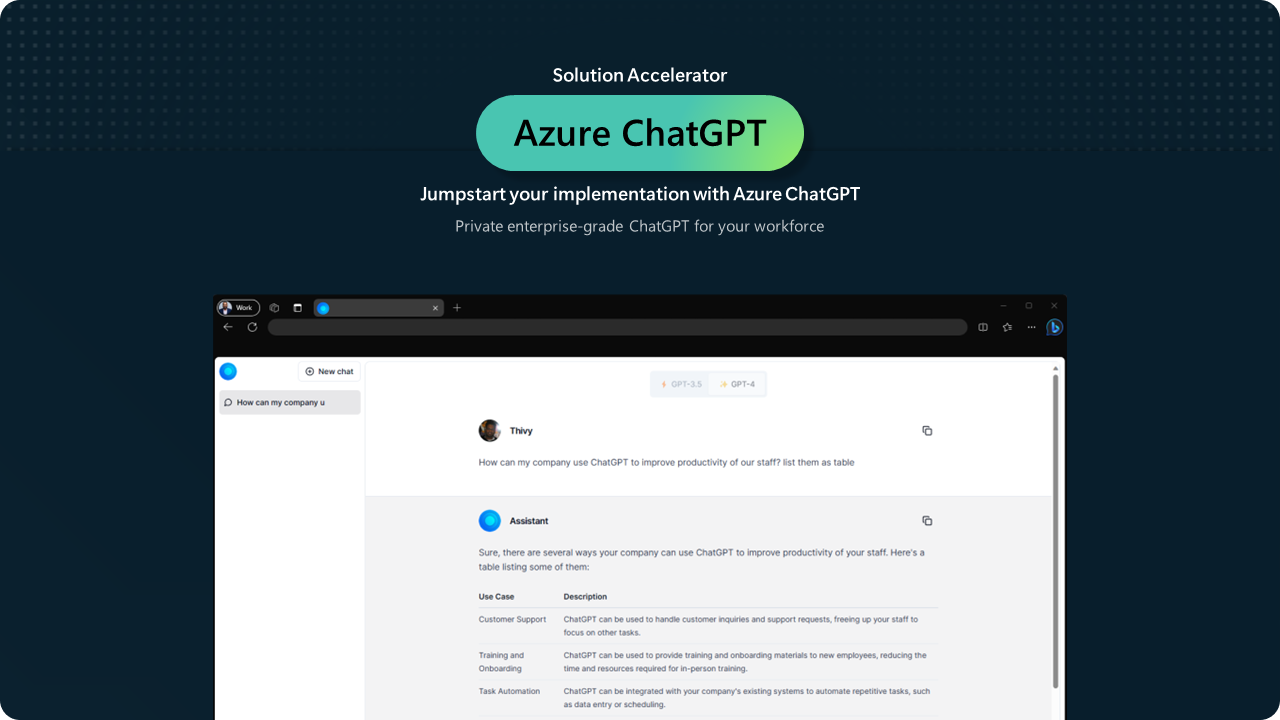 Solution Accelerator
Azure ChatGPT
Jumpstart your implementation with Azure ChatGPT
Private enterprise-grade ChatGPT for your workforce
Work
New chat
How can my company u
GPT-3.5 GPT-4
Thivy
How can my company use ChatGPT to improve productivity of our staff? list them as table
Assistant
Sure, there are several ways your company can use ChatGPT to improve productivity of your staff. Here's a
table listing some of them:
Use Case Description
Customer Support ChatGPT can be used to handle customer inquiries and support requests, freeing up your staff to
focus on other tasks.
Training and ChatGPT can be used to provide training and onboarding materials to new employees, reducing the
Onboarding time and resources required for in-person training.
Task Automation ChatGPT can be integrated with your company's existing systems to automate repetitive tasks, such
as data entry or scheduling.